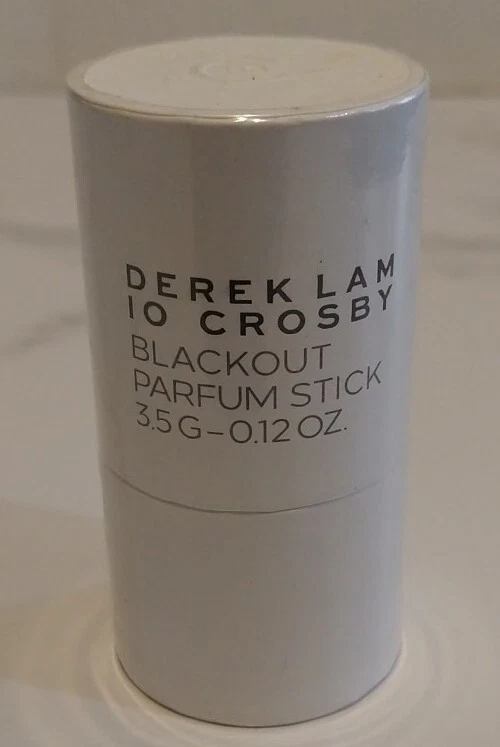 DEREK LAM
10 CROSBY
BLACKOUT
PARFUM STICK
3.5 G–0.12 OZ.